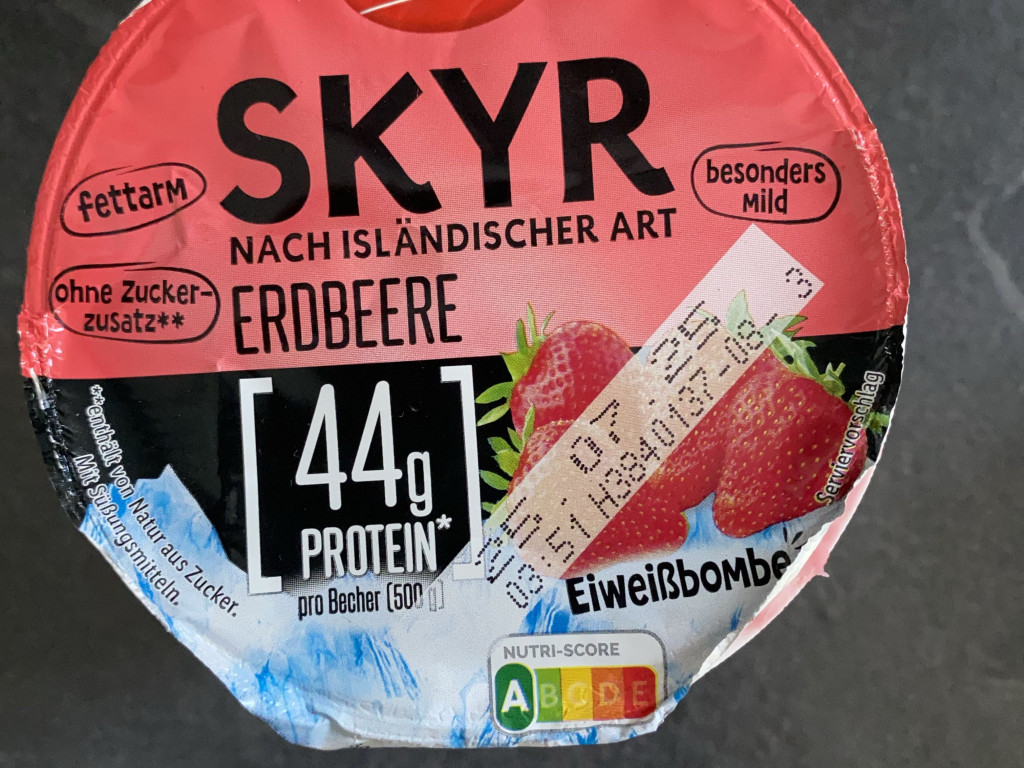 SKYR
NACH ISLÄNDISCHER ART
ERDBEERE
fettarm
ohne Zucker-
zusatz**
besonders
mild
[44g
PROTEIN*]
pro Becher (500 g)
**enthält von Natur aus Zucker.
Mit Süßungsmitteln.
Serviervorschlag
Eiweißbombe
NUTRI-SCORE
A B C D E